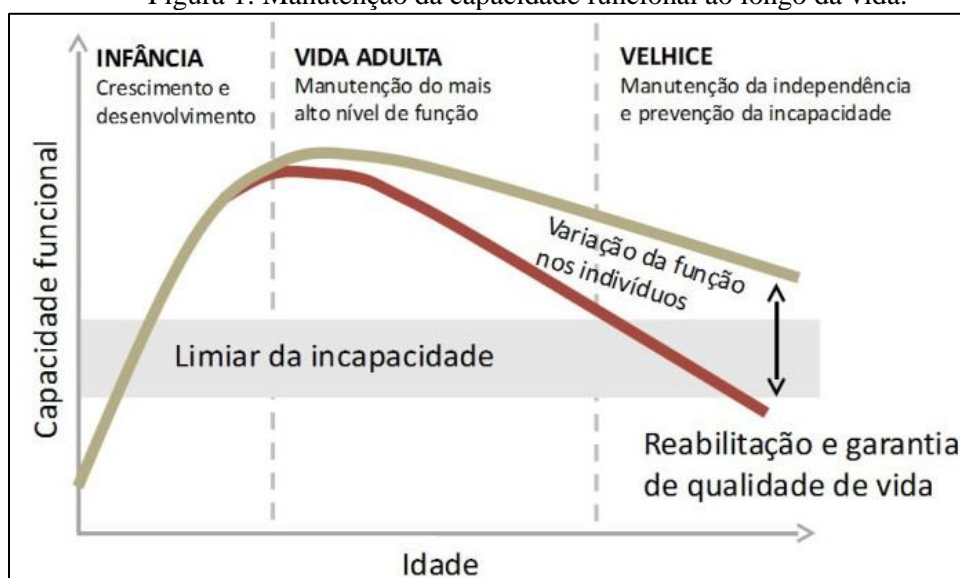 Figura 1: Manutenção da capacidade funcional ao longo da vida.
INFÂNCIA
Crescimento e
desenvolvimento
VIDA ADULTA
Manutenção do mais
alto nível de função
VELHICE
Manutenção da independência
e prevenção da incapacidade
Capacidade funcional
Variação da função
nos indivíduos
Limiar da incapacidade
Reabilitação e garantia
de qualidade de vida
Idade